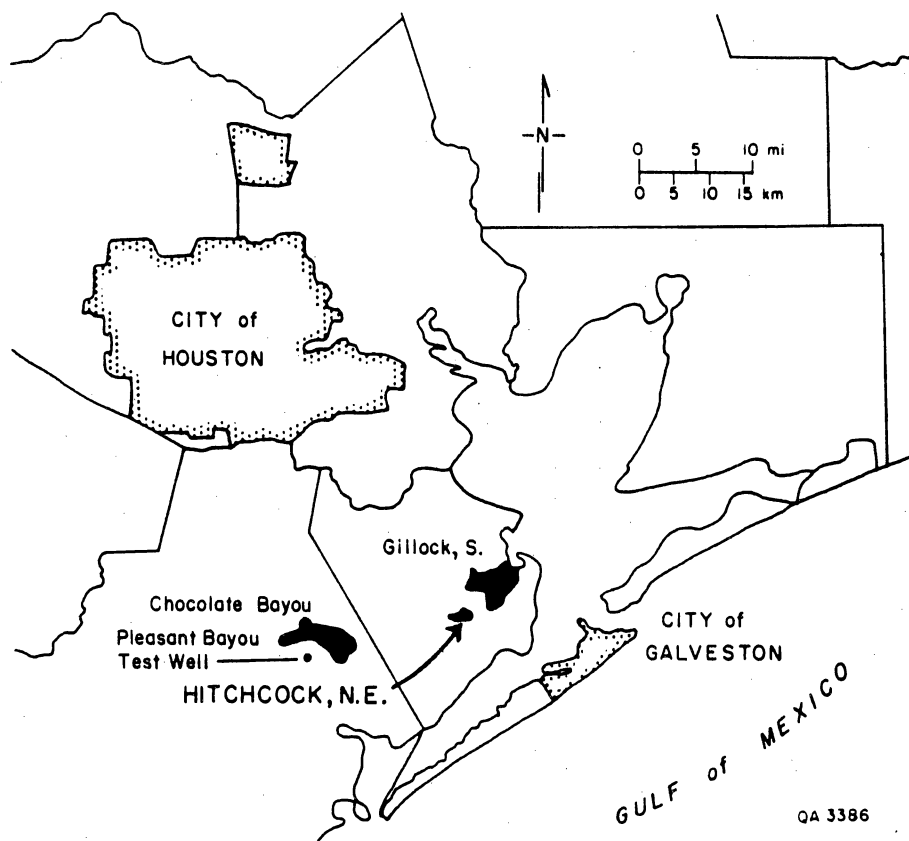 -N-
0 5 10 mi
0 5 10 15 km
CITY of
HOUSTON
Gillock, S.
Chocolate Bayou
Pleasant Bayou
Test Well
HITCHCOCK, N.E.
CITY of
GALVESTON
GULF of MEXICO
QA 3386